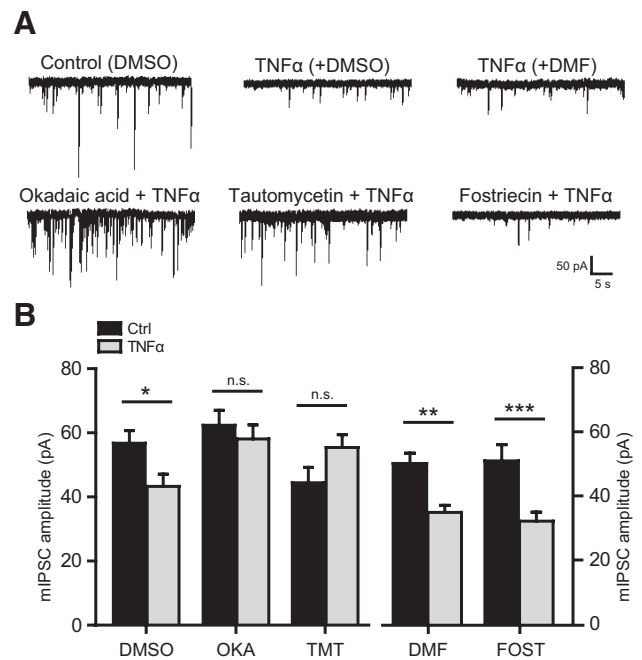 A
Control (DMSO) TNFα (+DMSO) TNFα (+DMF)
Okadaic acid + TNFα Tautomycetin + TNFα Fostriecin + TNFα
50 pA
5 s
B
Ctrl
TNFα
mIPSC amplitude (pA)
80
60
40
20
0
* n.s. n.s. ** ***
80
60
40
20
0
mIPSC amplitude (pA)
DMSO OKA TMT DMF FOST